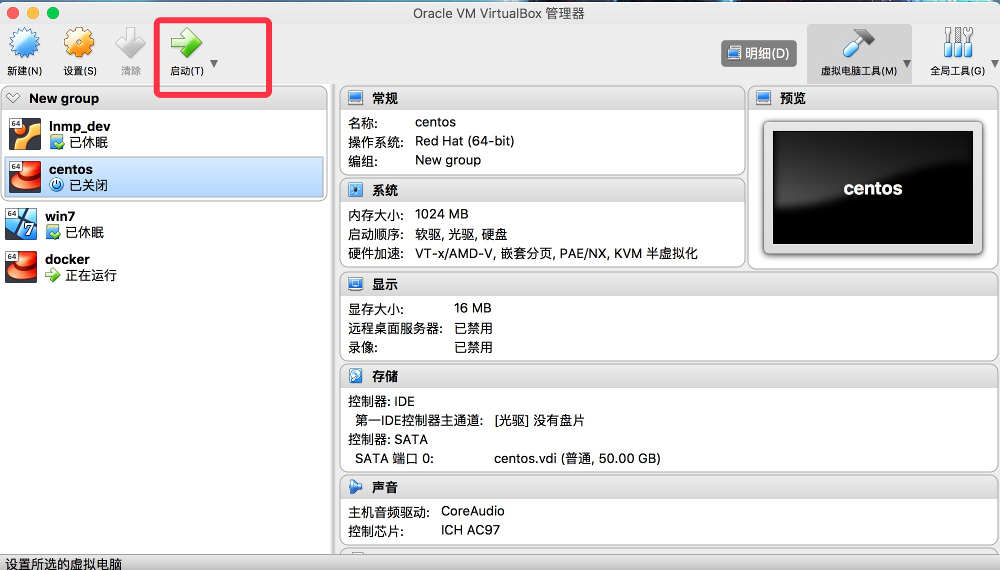 Oracle VM VirtualBox 管理器
新建(N)
设置(S)
清除
启动(T)
明细(D)
虚拟电脑工具(M)
全局工具(G)
New group
64
lnmp_dev
已休眠
64
centos
已关闭
64
7
win7
已休眠
64
docker
正在运行
常规
名称: centos
操作系统: Red Hat (64-bit)
编组: New group
预览
centos
系统
内存大小: 1024 MB
启动顺序: 软驱, 光驱, 硬盘
硬件加速: VT-x/AMD-V, 嵌套分页, PAE/NX, KVM 半虚拟化
显示
显存大小: 16 MB
远程桌面服务器: 已禁用
录像: 已禁用
存储
控制器: IDE
第一IDE控制器主通道: [光驱] 没有盘片
控制器: SATA
SATA 端口 0: centos.vdi (普通, 50.00 GB)
声音
主机音频驱动: CoreAudio
控制芯片: ICH AC97
设置所选的虚拟电脑